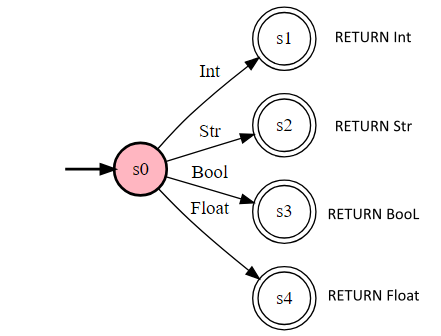 s1
RETURN Int
Int
Str
s2
RETURN Str
s0
Bool
Float
s3
RETURN BooL
s4
RETURN Float